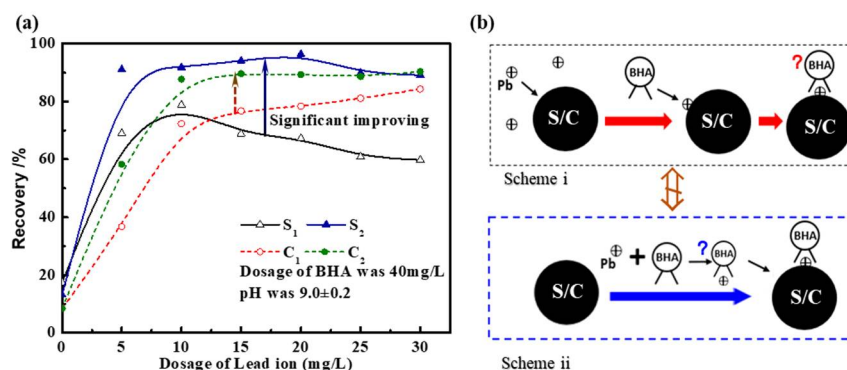 (a)
100
80
60
40
20
0
Recovery /%
0 5 10 15 20 25 30
Dosage of Lead ion (mg/L)
Significant improving
S1 S2
C1 C2
Dosage of BHA was 40mg/L
pH was 9.0±0.2
(b)
Pb
S/C
BHA
S/C
?
BHA
S/C
Scheme i
S/C
Pb + BHA
?
BHA
BHA
S/C
Scheme ii